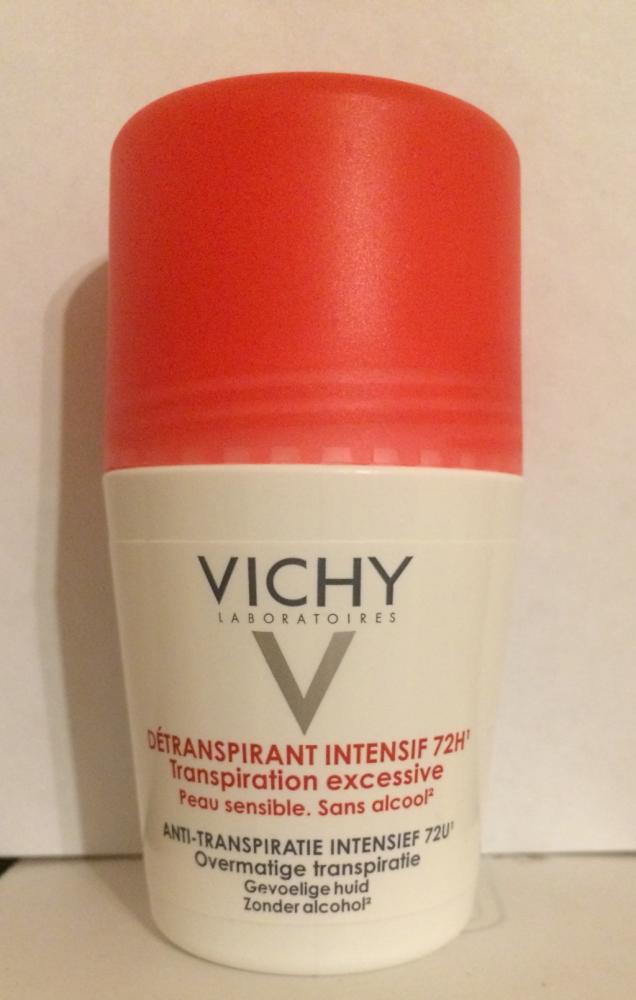 VICHY
LABORATOIRES
V
DÉTRANSPIRANT INTENSIF 72H¹
Transpiration excessive
Peau sensible. Sans alcool²
ANTI-TRANSPIRATIE INTENSIEF 72U¹
Overmatige transpiratie
Gevoelige huid
Zonder alcohol²